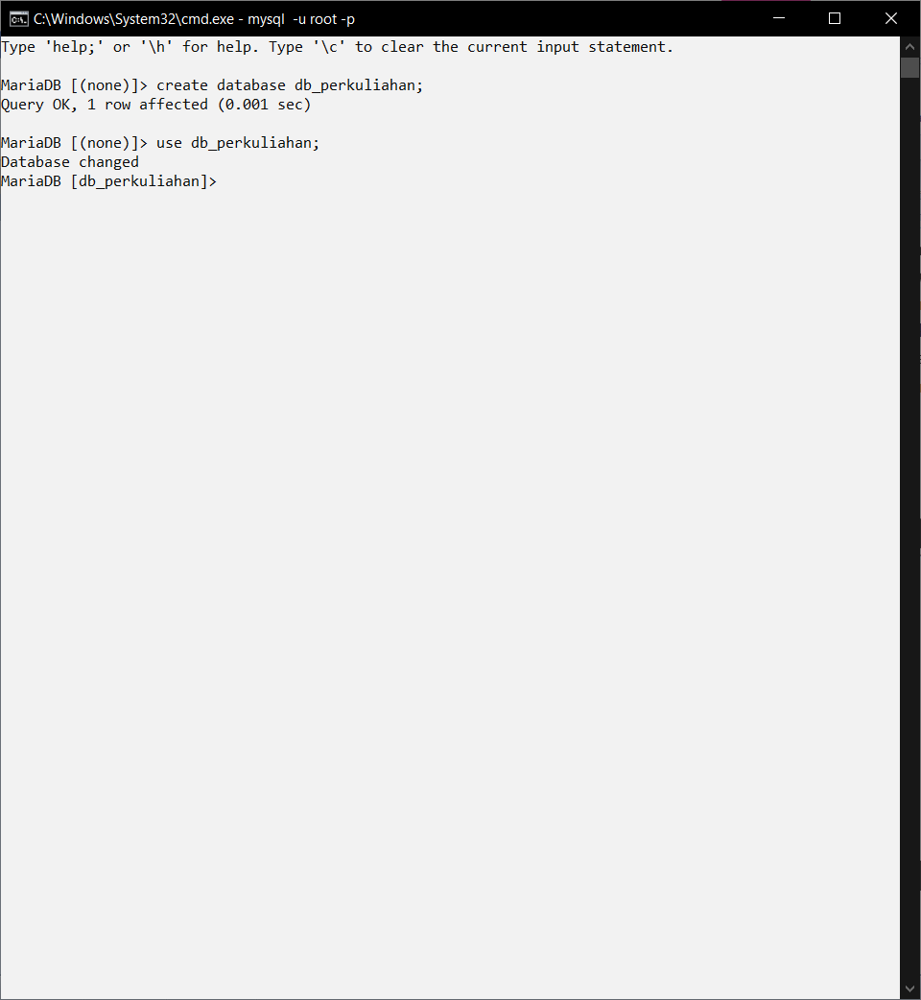 C:\Windows\System32\cmd.exe - mysql  -u root -p
Type 'help;' or '\h' for help. Type '\c' to clear the current input statement.
MariaDB [(none)]> create database db_perkuliahan;
Query OK, 1 row affected (0.001 sec)
MariaDB [(none)]> use db_perkuliahan;
Database changed
MariaDB [db_perkuliahan]>